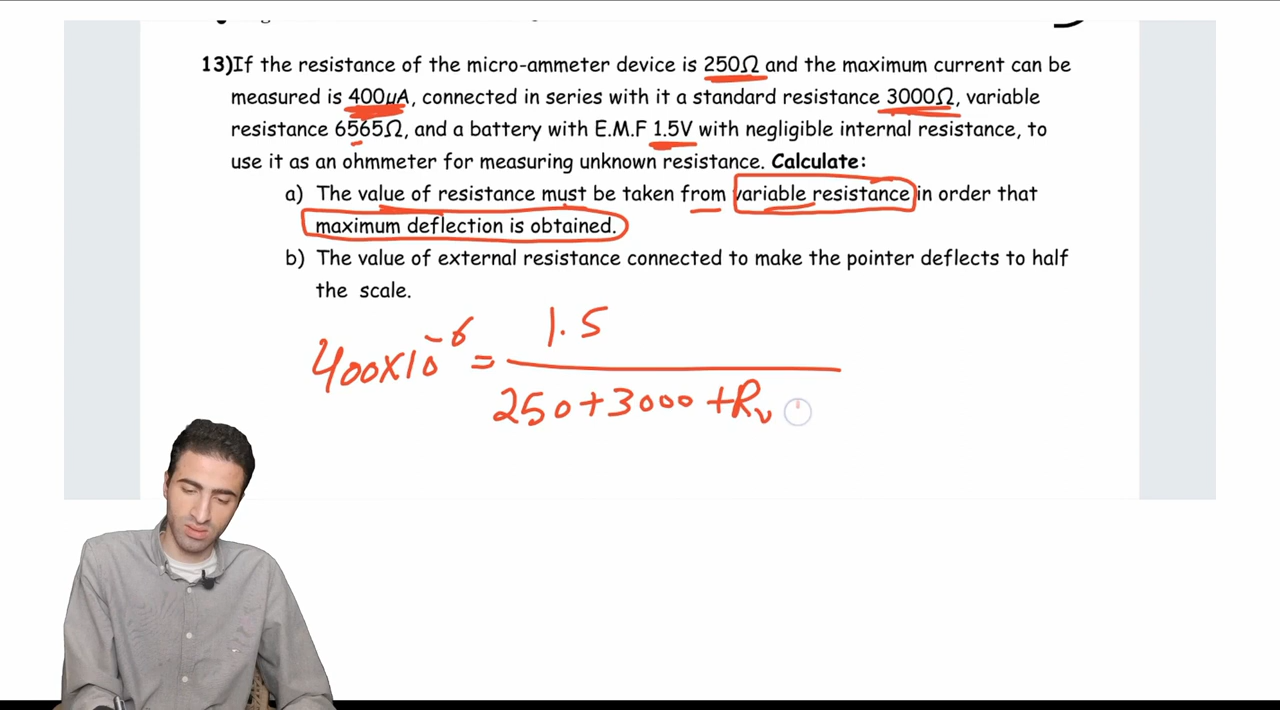 13)If the resistance of the micro-ammeter device is 250Ω and the maximum current can be
measured is 400μA, connected in series with it a standard resistance 3000Ω, variable
resistance 6565Ω, and a battery with E.M.F 1.5V with negligible internal resistance, to
use it as an ohmmeter for measuring unknown resistance. Calculate:
a) The value of resistance must be taken from variable resistance in order that
maximum deflection is obtained.
b) The value of external resistance connected to make the pointer deflects to half
the scale.
400×10⁻⁶ = 1.5
250+3000+Rᵥ